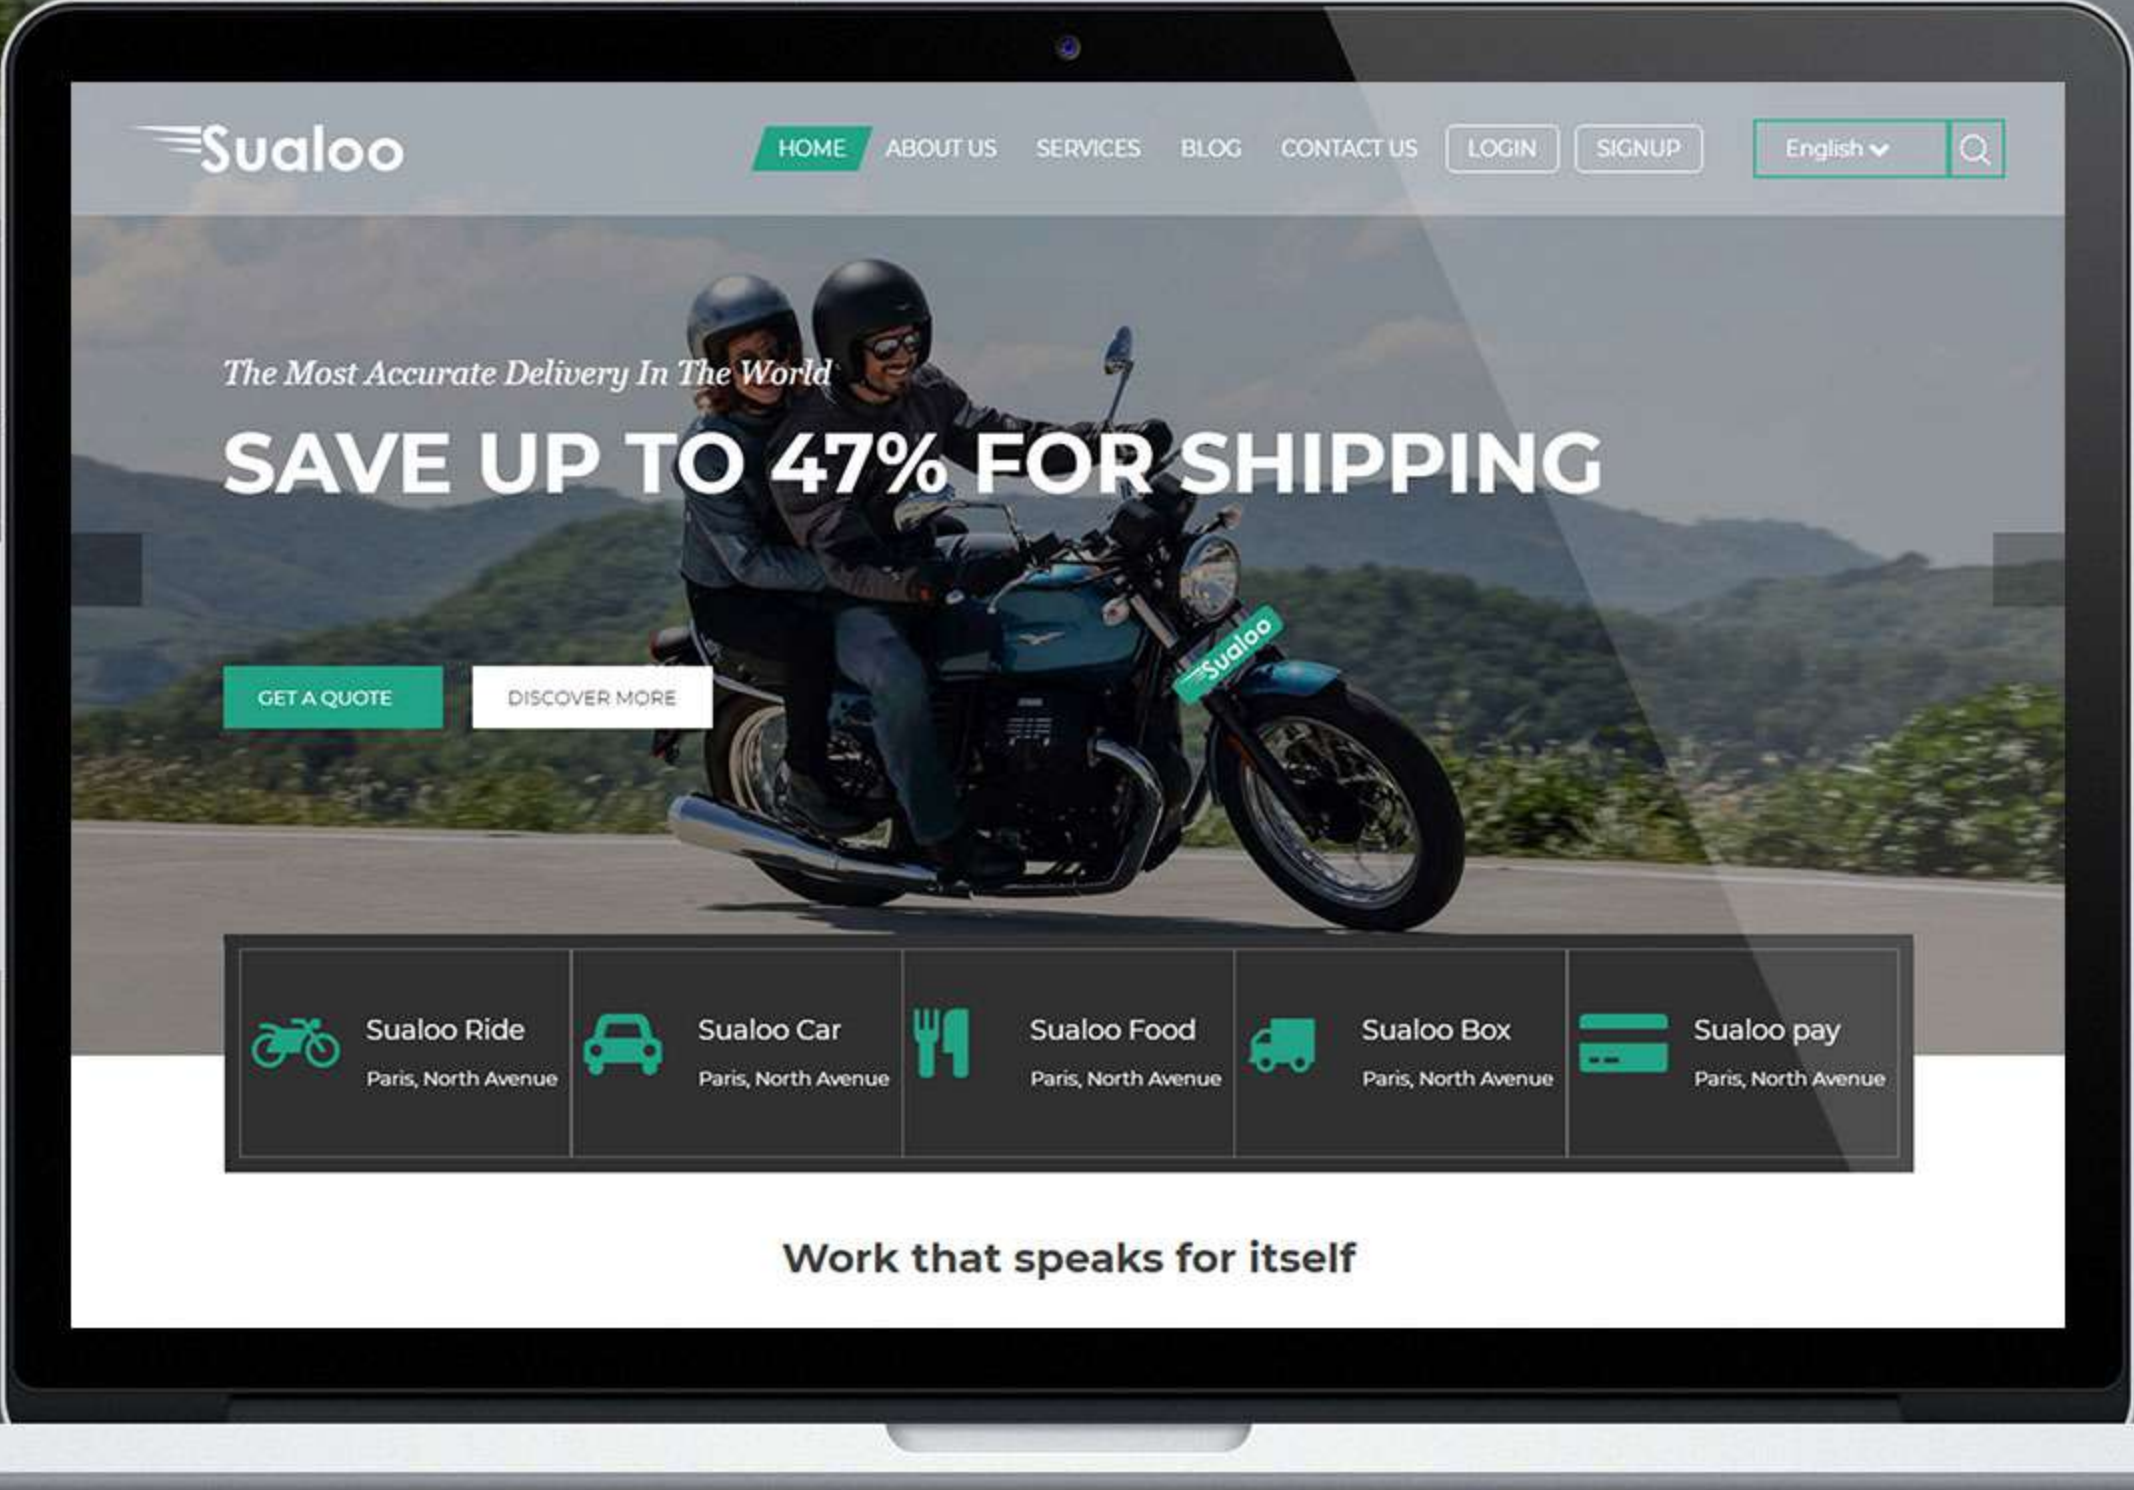 Sualoo
HOME ABOUT US SERVICES BLOG CONTACT US LOGIN SIGNUP English
The Most Accurate Delivery In The World
SAVE UP TO 47% FOR SHIPPING
Sualoo
GET A QUOTE DISCOVER MORE
Sualoo Ride Sualoo Car Sualoo Food Sualoo Box Sualoo pay
Paris, North Avenue Paris, North Avenue Paris, North Avenue Paris, North Avenue Paris, North Avenue
Work that speaks for itself